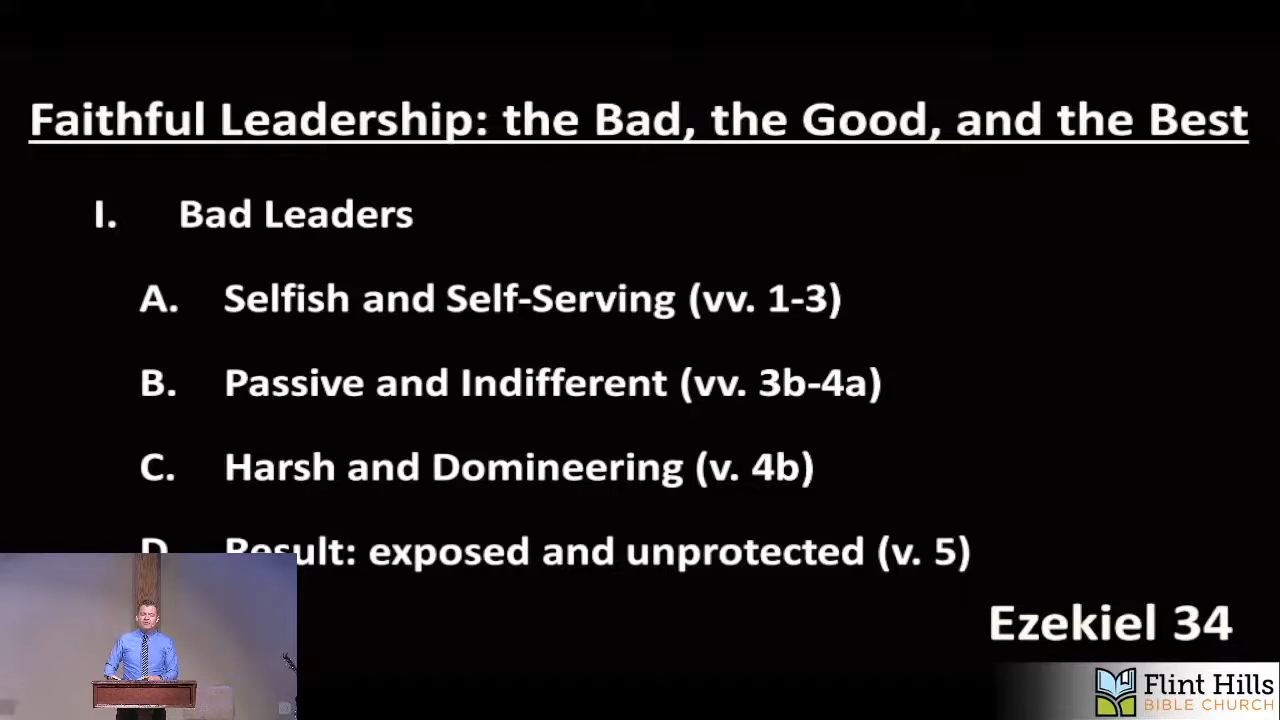 Faithful Leadership: the Bad, the Good, and the Best
I. Bad Leaders
A. Selfish and Self-Serving (vv. 1-3)
B. Passive and Indifferent (vv. 3b-4a)
C. Harsh and Domineering (v. 4b)
D. Result: exposed and unprotected (v. 5)
Ezekiel 34
Flint Hills
BIBLE CHURCH